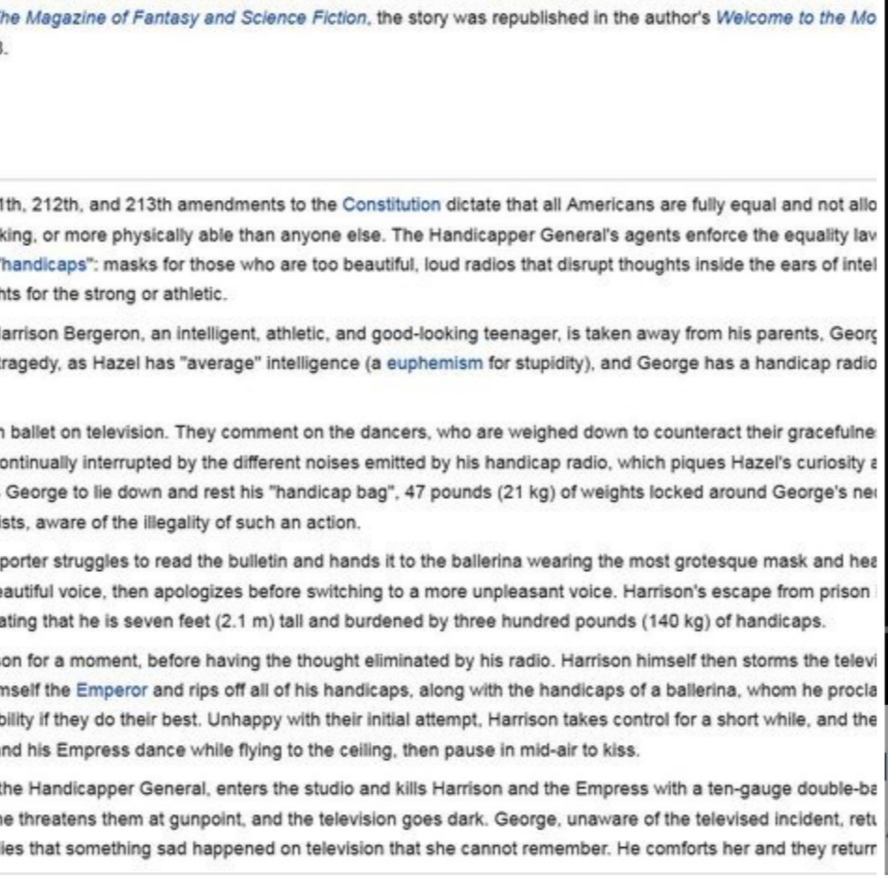 he Magazine of Fantasy and Science Fiction, the story was republished in the author's Welcome to the Mo
.
1th, 212th, and 213th amendments to the Constitution dictate that all Americans are fully equal and not allo
king, or more physically able than anyone else. The Handicapper General's agents enforce the equality law
"handicaps": masks for those who are too beautiful, loud radios that disrupt thoughts inside the ears of intel
hts for the strong or athletic.
arrison Bergeron, an intelligent, athletic, and good-looking teenager, is taken away from his parents, Georg
ragedy, as Hazel has "average" intelligence (a euphemism for stupidity), and George has a handicap radio
ballet on television. They comment on the dancers, who are weighed down to counteract their gracefulne
ontinually interrupted by the different noises emitted by his handicap radio, which piques Hazel's curiosity a
George to lie down and rest his "handicap bag", 47 pounds (21 kg) of weights locked around George's nec
ists, aware of the illegality of such an action.
porter struggles to read the bulletin and hands it to the ballerina wearing the most grotesque mask and hea
eautiful voice, then apologizes before switching to a more unpleasant voice. Harrison's escape from prison
ating that he is seven feet (2.1 m) tall and burdened by three hundred pounds (140 kg) of handicaps.
on for a moment, before having the thought eliminated by his radio. Harrison himself then storms the televi
mself the Emperor and rips off all of his handicaps, along with the handicaps of a ballerina, whom he procla
bility if they do their best. Unhappy with their initial attempt, Harrison takes control for a short while, and the
nd his Empress dance while flying to the ceiling, then pause in mid-air to kiss.
the Handicapper General, enters the studio and kills Harrison and the Empress with a ten-gauge double-ba
e threatens them at gunpoint, and the television goes dark. George, unaware of the televised incident, retu
lies that something sad happened on television that she cannot remember. He comforts her and they return